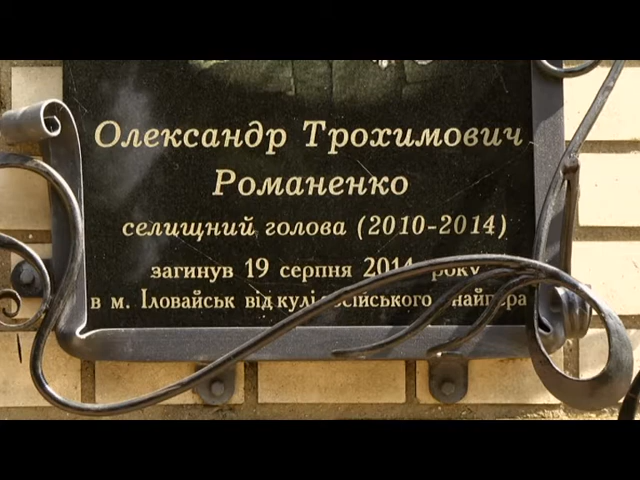 Олександр Трохимович
Романенко
селищний голова (2010-2014)
загинув 19 серпня 2014 року
в м. Іловайськ від кулі